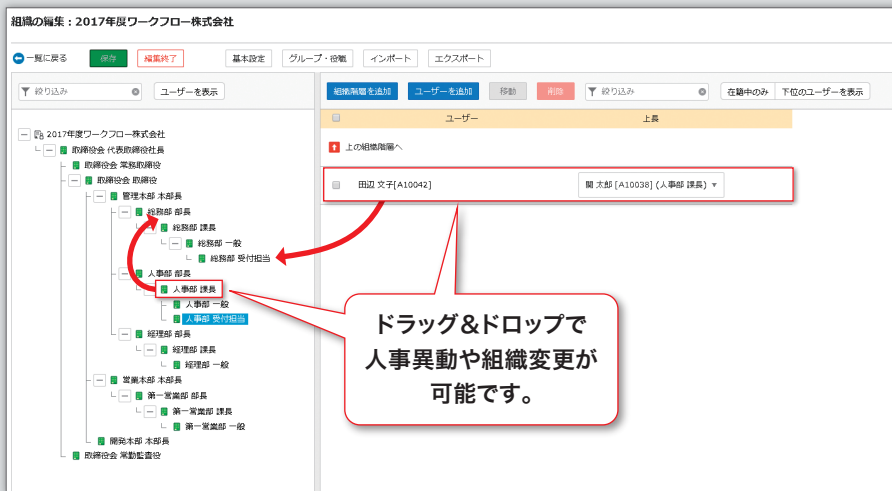 組織の編集：2017年度ワークフロー株式会社
一覧に戻る 保存 編集終了 基本設定 グループ・役職 インポート エクスポート
絞り込み ユーザーを表示
組織階層を追加 ユーザーを追加 移動 削除 絞り込み 在籍中のみ 下位のユーザーを表示
ユーザー 上長
上の組織階層へ
田辺 文子[A10042] 関 太郎 [A10038] (人事部 課長)
2017年度ワークフロー株式会社
取締役会 代表取締役社長
取締役会 常務取締役
取締役会 取締役
管理本部 本部長
総務部 部長
総務部 課長
総務部 一般
総務部 受付担当
人事部 部長
人事部 課長
人事部 一般
人事部 受付担当
経理部 部長
経理部 課長
経理部 一般
営業本部 本部長
第一営業部 部長
第一営業部 課長
第一営業部 一般
開発本部 本部長
取締役会 常勤監査役
ドラッグ&ドロップで
人事異動や組織変更が
可能です。